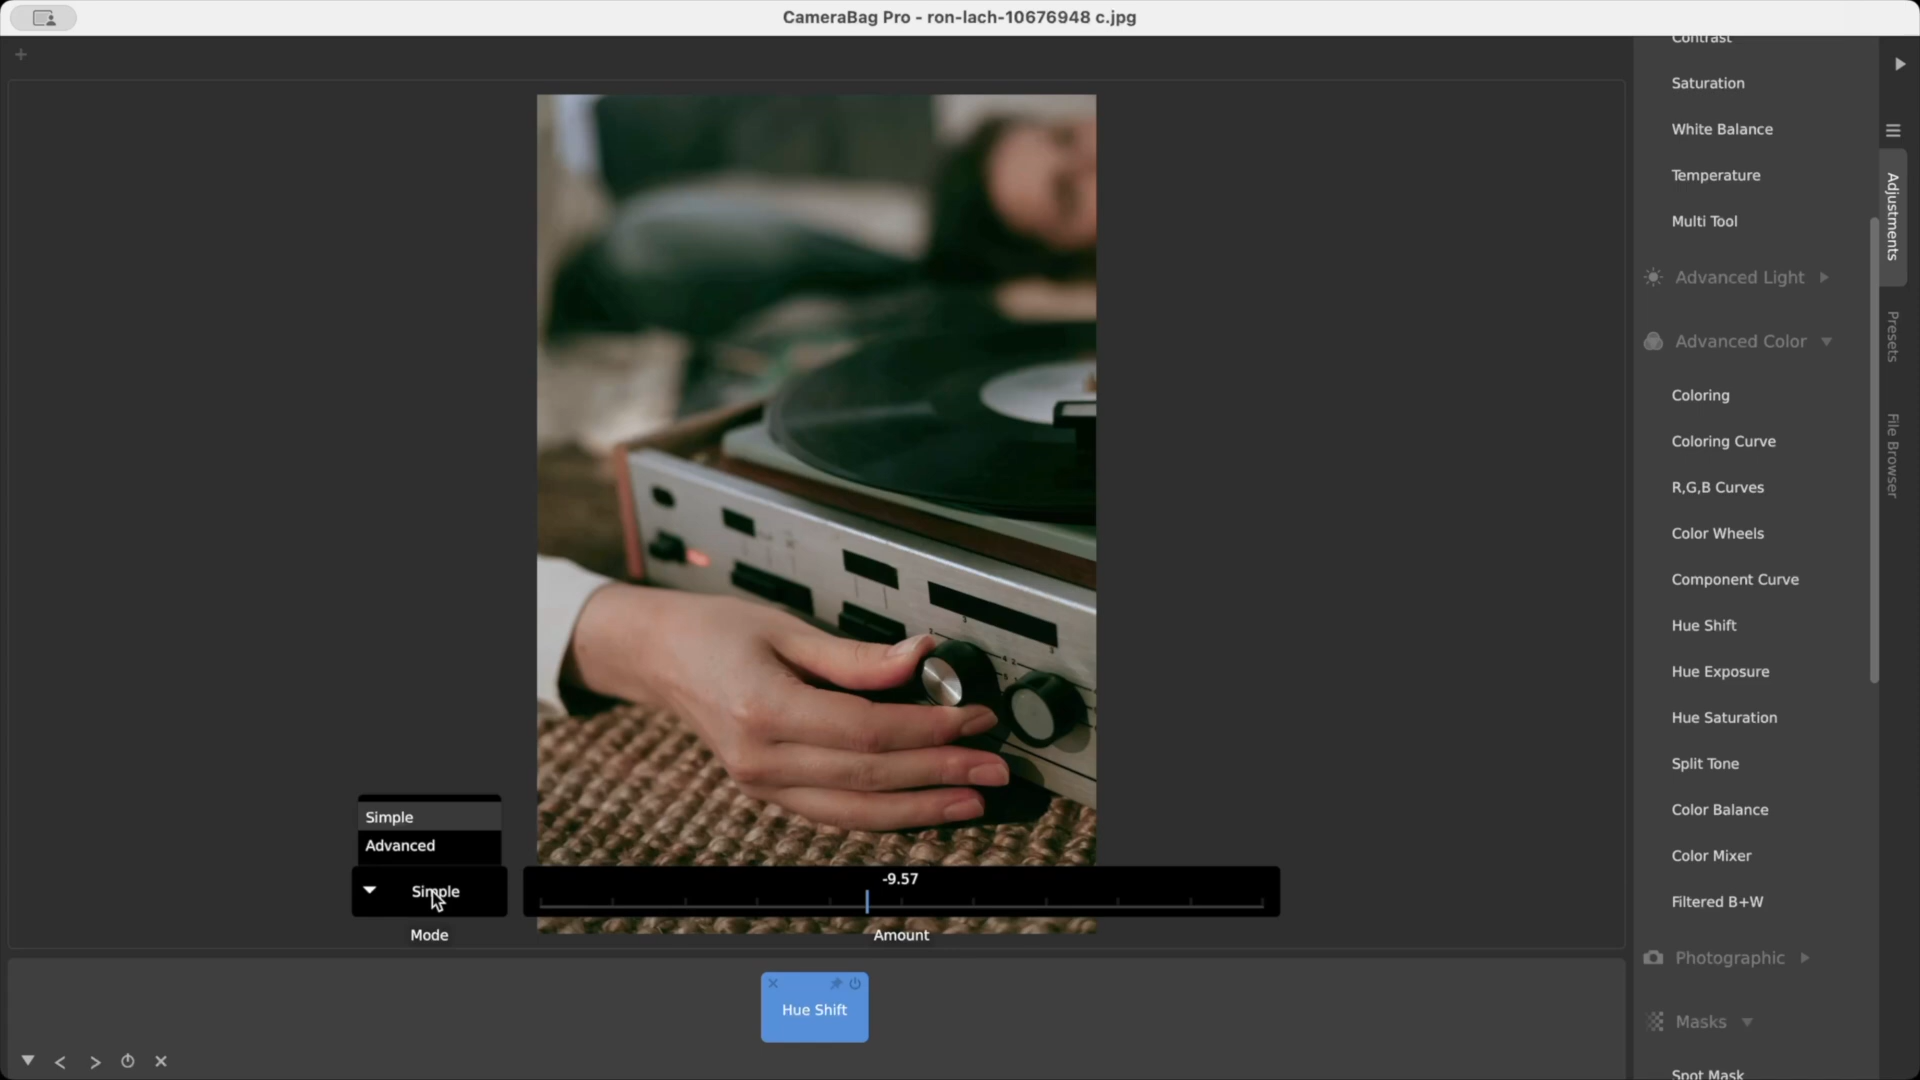 CameraBag Pro - ron-lach-10676948 c.jpg
Contrast
Saturation
White Balance
Temperature
Multi Tool
Advanced Light
Advanced Color
Coloring
Coloring Curve
R,G,B Curves
Color Wheels
Component Curve
Hue Shift
Hue Exposure
Hue Saturation
Split Tone
Color Balance
Color Mixer
Filtered B+W
Photographic
Masks
Spot Mask
Adjustments
Presets
File Browser
Simple
Advanced
Simple
Mode
-9.57
Amount
Hue Shift